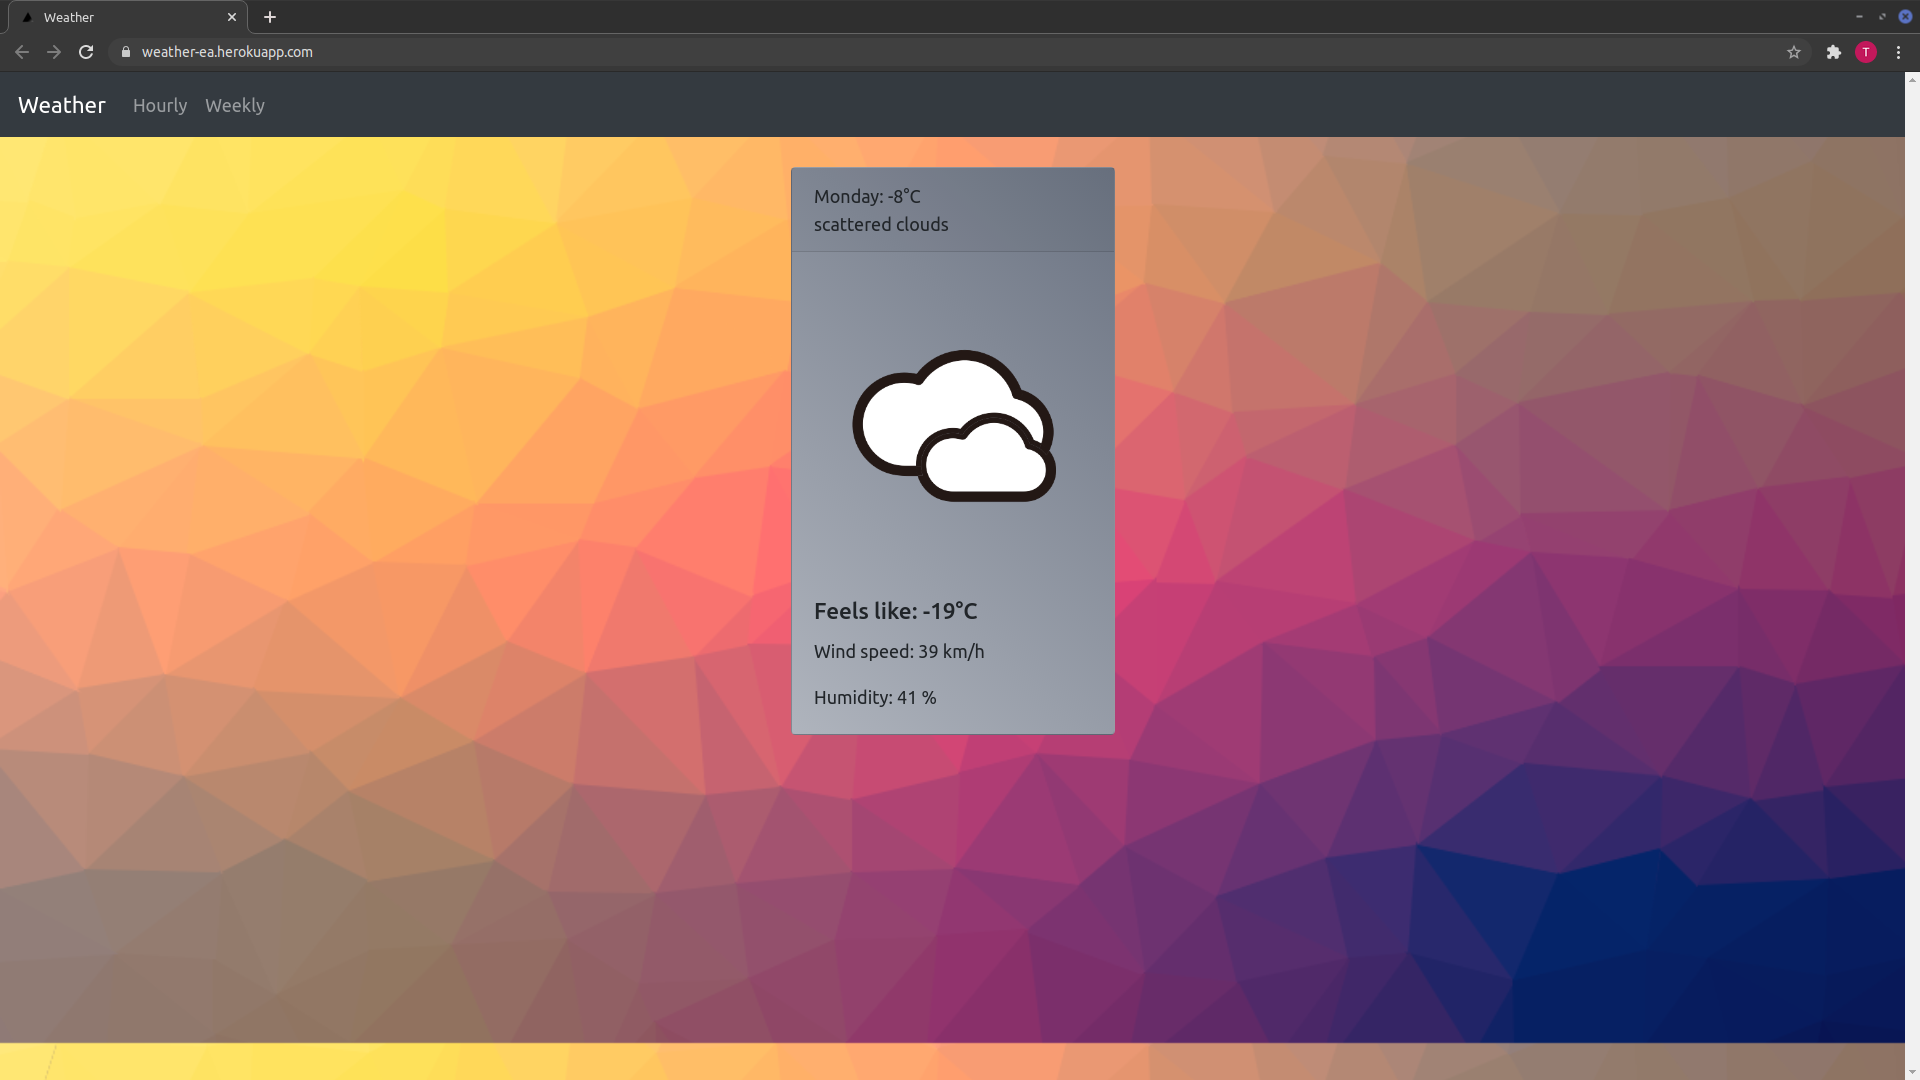 Weather
weather-ea.herokuapp.com
T
Weather Hourly Weekly
Monday: -8°C
scattered clouds
Feels like: -19°C
Wind speed: 39 km/h
Humidity: 41 %